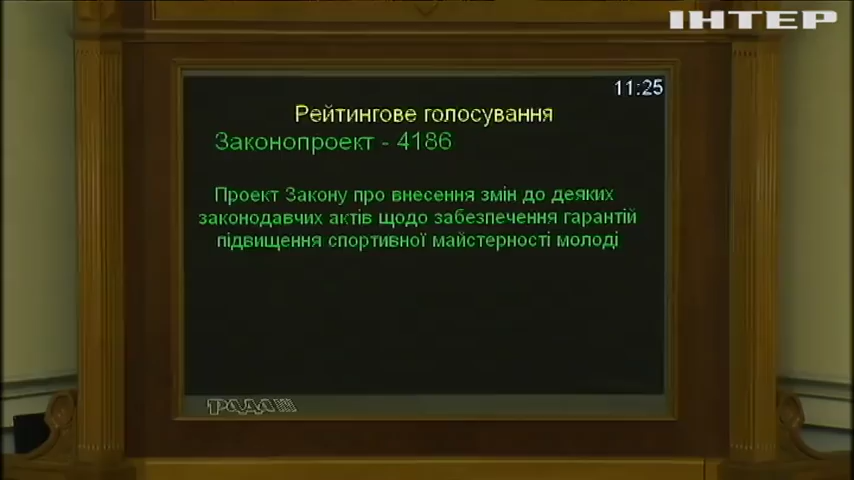 ІНТЕР
11:25
Рейтингове голосування
Законопроект - 4186
Проект Закону про внесення змін до деяких
законодавчих актів щодо забезпечення гарантій
підвищення спортивної майстерності молоді
РАДА